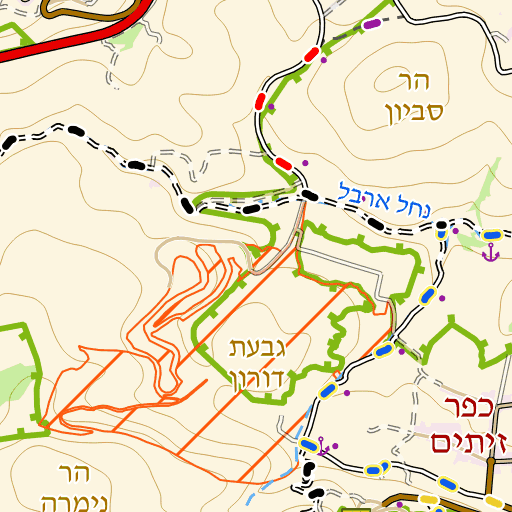 הר
סביון
נחל ארבל
גבעת
דורון
כפר
זיתים
הר
נימרה